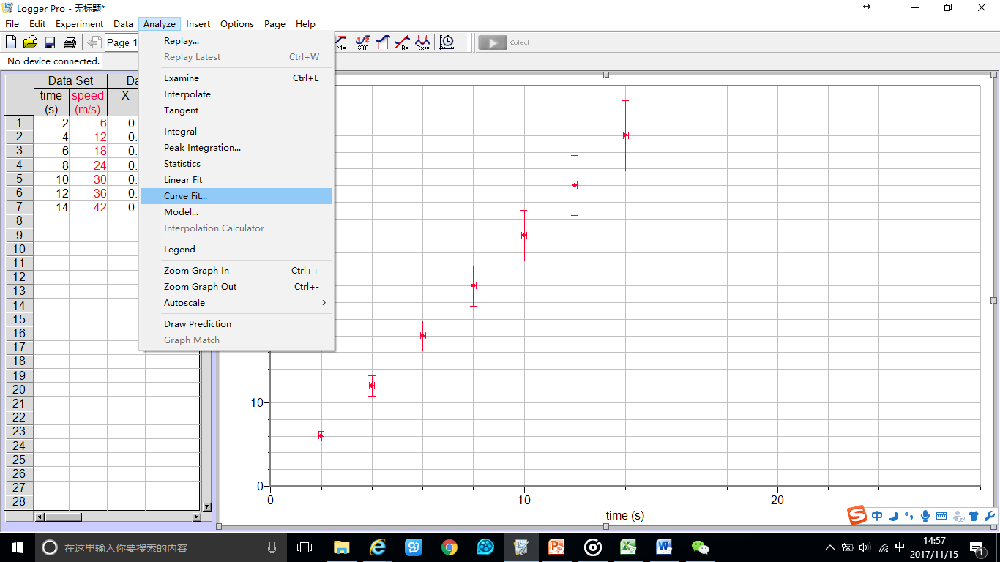 Logger Pro - 无标题*
File Edit Experiment Data Analyze Insert Options Page Help
Page 1
M=
STAT
R=
f(x)=
Collect
No device connected.
Replay...
Replay Latest Ctrl+W
Examine Ctrl+E
Interpolate
Tangent
Integral
Peak Integration...
Statistics
Linear Fit
Curve Fit...
Model...
Interpolation Calculator
Legend
Zoom Graph In Ctrl++
Zoom Graph Out Ctrl+-
Autoscale
Draw Prediction
Graph Match
Data Set Da
time speed X
(s) (m/s)
1 2 6 0.
2 4 12 0.
3 6 18 0.
4 8 24 0.
5 10 30 0.
6 12 36 0.
7 14 42 0.
8
9
10
11
12
13
14
15
16
17
18
19
20
21
22
23
24
25
26
27
28
10
0
0 10 20
time (s)
中
在这里输入你要搜索的内容
中
14:57
2017/11/15
1